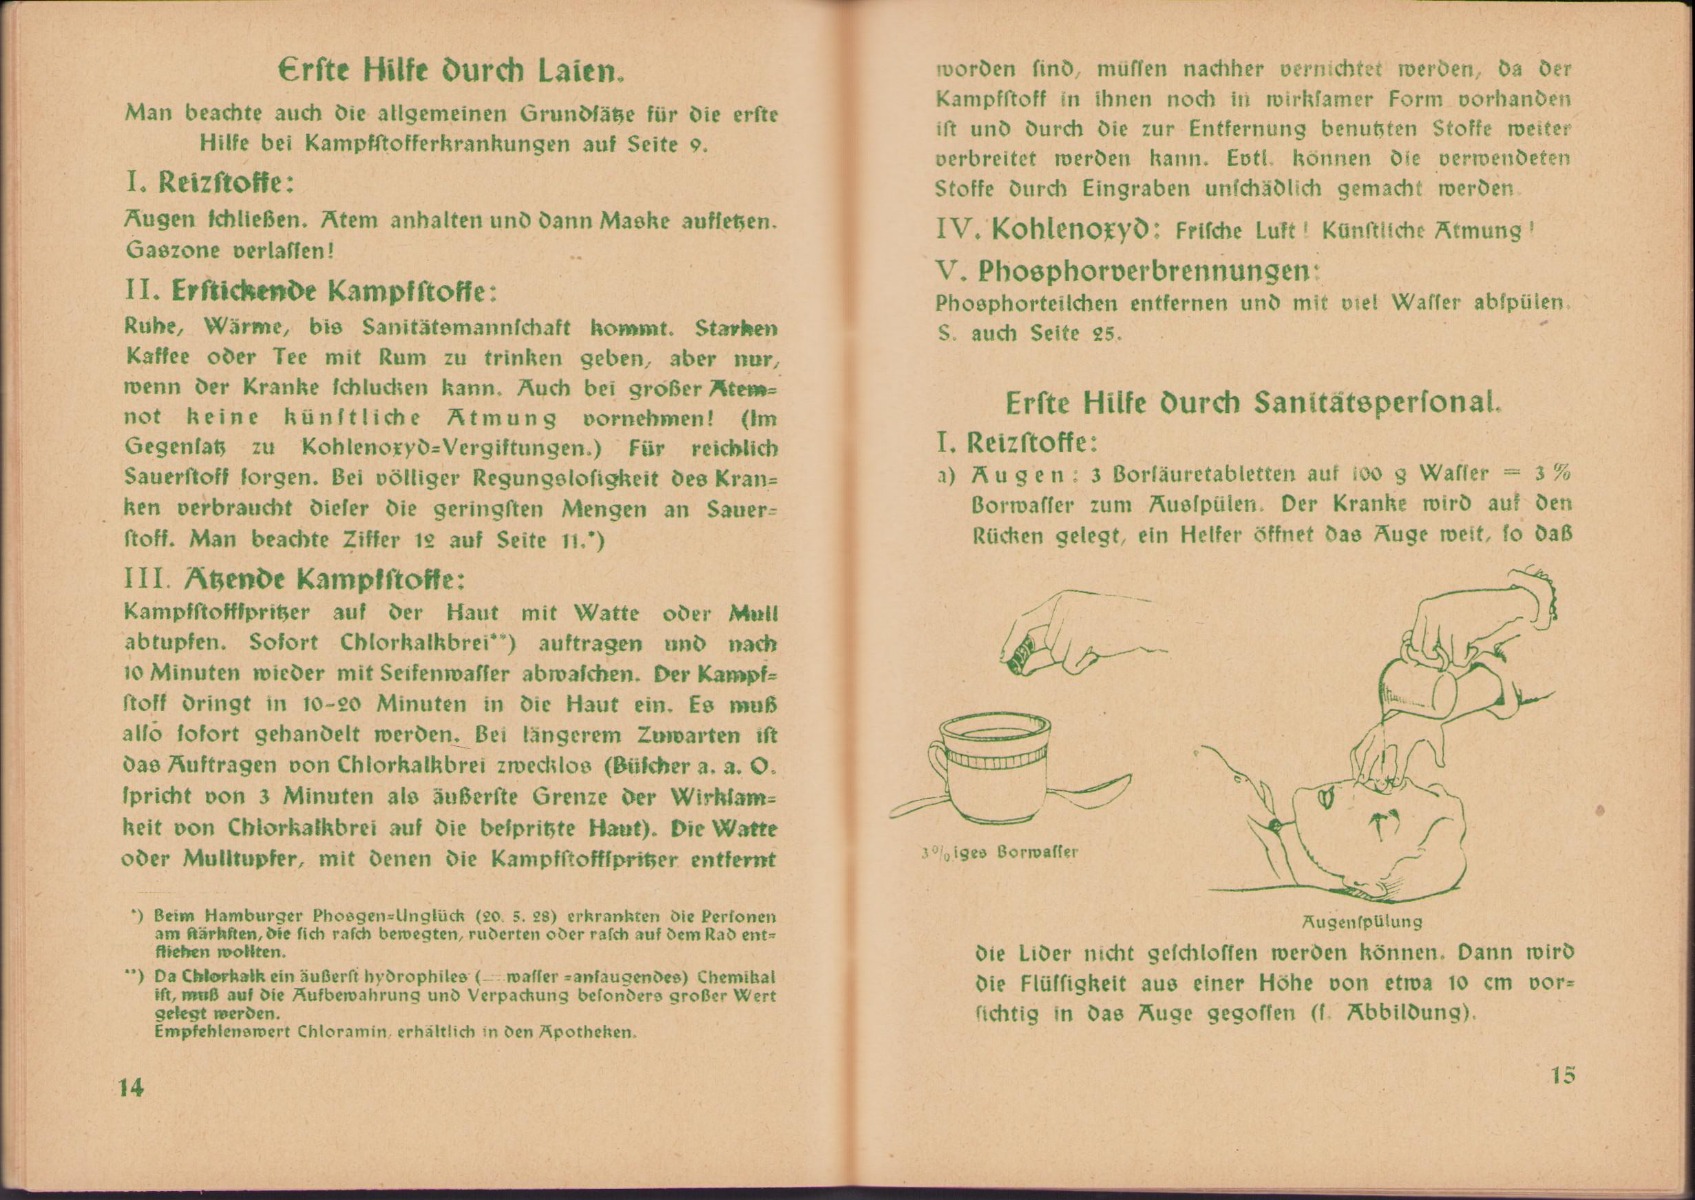 Erſte Hilfe durch Laien.
Man beachte auch die allgemeinen Grundſätze für die erſte
Hilfe bei Kampfſtofferkrankungen auf Seite 9.
I. Reizſtoffe:
Augen ſchließen. Atem anhalten und dann Maske aufſetzen.
Gaszone verlaſſen!
II. Erſtickende Kampfſtoffe:
Ruhe, Wärme, bis Sanitätsmannſchaft kommt. Starken
Kaffee oder Tee mit Rum zu trinken geben, aber nur,
wenn der Kranke ſchlucken kann. Auch bei großer Atem=
not keine künſtliche Atmung vornehmen! (Im
Gegenſatz zu Kohlenoxyd=Vergiftungen.) Für reichlich
Sauerſtoff ſorgen. Bei völliger Regungsloſigkeit des Kran=
ken verbraucht dieſer die geringſten Mengen an Sauer=
ſtoff. Man beachte Ziffer 12 auf Seite 11.*)
III. Ätzende Kampfſtoffe:
Kampfſtoffſpritzer auf der Haut mit Watte oder Mull
abtupfen. Sofort Chlorkalkbrei**) auftragen und nach
10 Minuten wieder mit Seifenwaſſer abwaſchen. Der Kampf=
ſtoff dringt in 10–20 Minuten in die Haut ein. Es muß
alſo ſofort gehandelt werden. Bei längerem Zuwarten iſt
das Auftragen von Chlorkalkbrei zwecklos (Büſcher a. a. O.
ſpricht von 3 Minuten als äußerſte Grenze der Wirkſam=
keit von Chlorkalkbrei auf die beſpritzte Haut). Die Watte
oder Mulltupfer, mit denen die Kampfſtoffſpritzer entfernt
*) Beim Hamburger Phosgen=Unglück (20. 5. 28) erkrankten die Perſonen
am ſtärkſten, die ſich raſch bewegten, ruderten oder raſch auf dem Rad ent=
fliehen wollten.
**) Da Chlorkalk ein äußerſt hydrophiles (= waſſer=anſaugendes) Chemikal
iſt, muß auf die Aufbewahrung und Verpackung beſonders großer Wert
gelegt werden.
Empfehlenswert Chloramin, erhältlich in den Apotheken.
14
worden ſind, müſſen nachher vernichtet werden, da der
Kampfſtoff in ihnen noch in wirkſamer Form vorhanden
iſt und durch die zur Entfernung benutzten Stoffe weiter
verbreitet werden kann. Evtl. können die verwendeten
Stoffe durch Eingraben unſchädlich gemacht werden.
IV. Kohlenoxyd: Friſche Luft! Künſtliche Atmung!
V. Phosphorverbrennungen:
Phosphorteilchen entfernen und mit viel Waſſer abſpülen.
S. auch Seite 25.
Erſte Hilfe durch Sanitätsperſonal.
I. Reizſtoffe:
a) Augen: 3 Borſäuretabletten auf 100 g Waſſer = 3 %
Borwaſſer zum Ausſpülen. Der Kranke wird auf den
Rücken gelegt, ein Helfer öffnet das Auge weit, ſo daß
3%iges Borwaſſer
Augenſpülung
die Lider nicht geſchloſſen werden können. Dann wird
die Flüſſigkeit aus einer Höhe von etwa 10 cm vor=
ſichtig in das Auge gegoſſen (ſ. Abbildung).
15